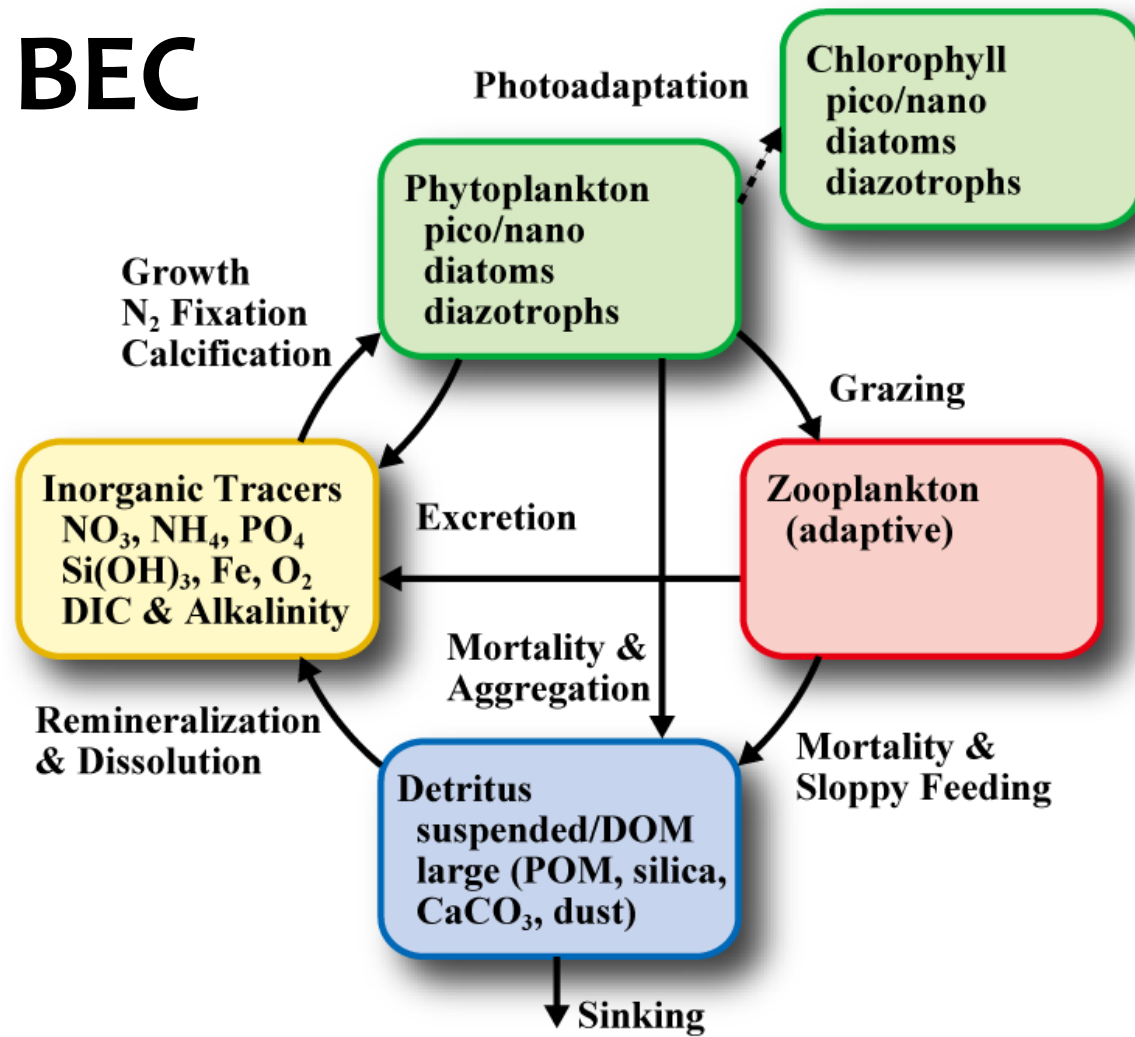 BEC
Photoadaptation
Chlorophyll
pico/nano
diatoms
diazotrophs
Phytoplankton
pico/nano
diatoms
diazotrophs
Growth
N₂ Fixation
Calcification
Grazing
Inorganic Tracers
NO₃, NH₄, PO₄
Si(OH)₃, Fe, O₂
DIC & Alkalinity
Excretion
Zooplankton
(adaptive)
Mortality &
Aggregation
Remineralization
& Dissolution
Mortality &
Sloppy Feeding
Detritus
suspended/DOM
large (POM, silica,
CaCO₃, dust)
Sinking